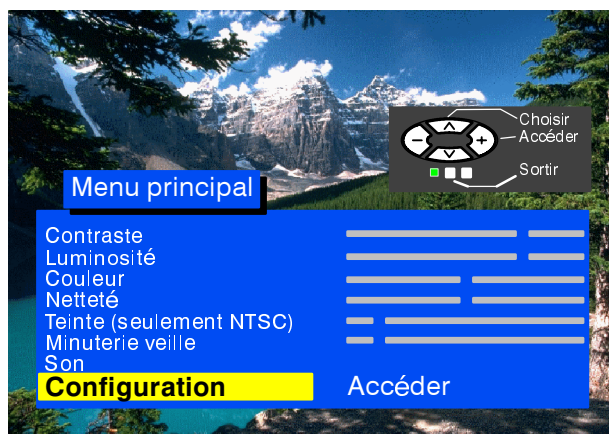 Choisir
Accéder
Sortir
Menu principal
Contraste
Luminosité
Couleur
Netteté
Teinte (seulement NTSC)
Minuterie veille
Son
Configuration Accéder